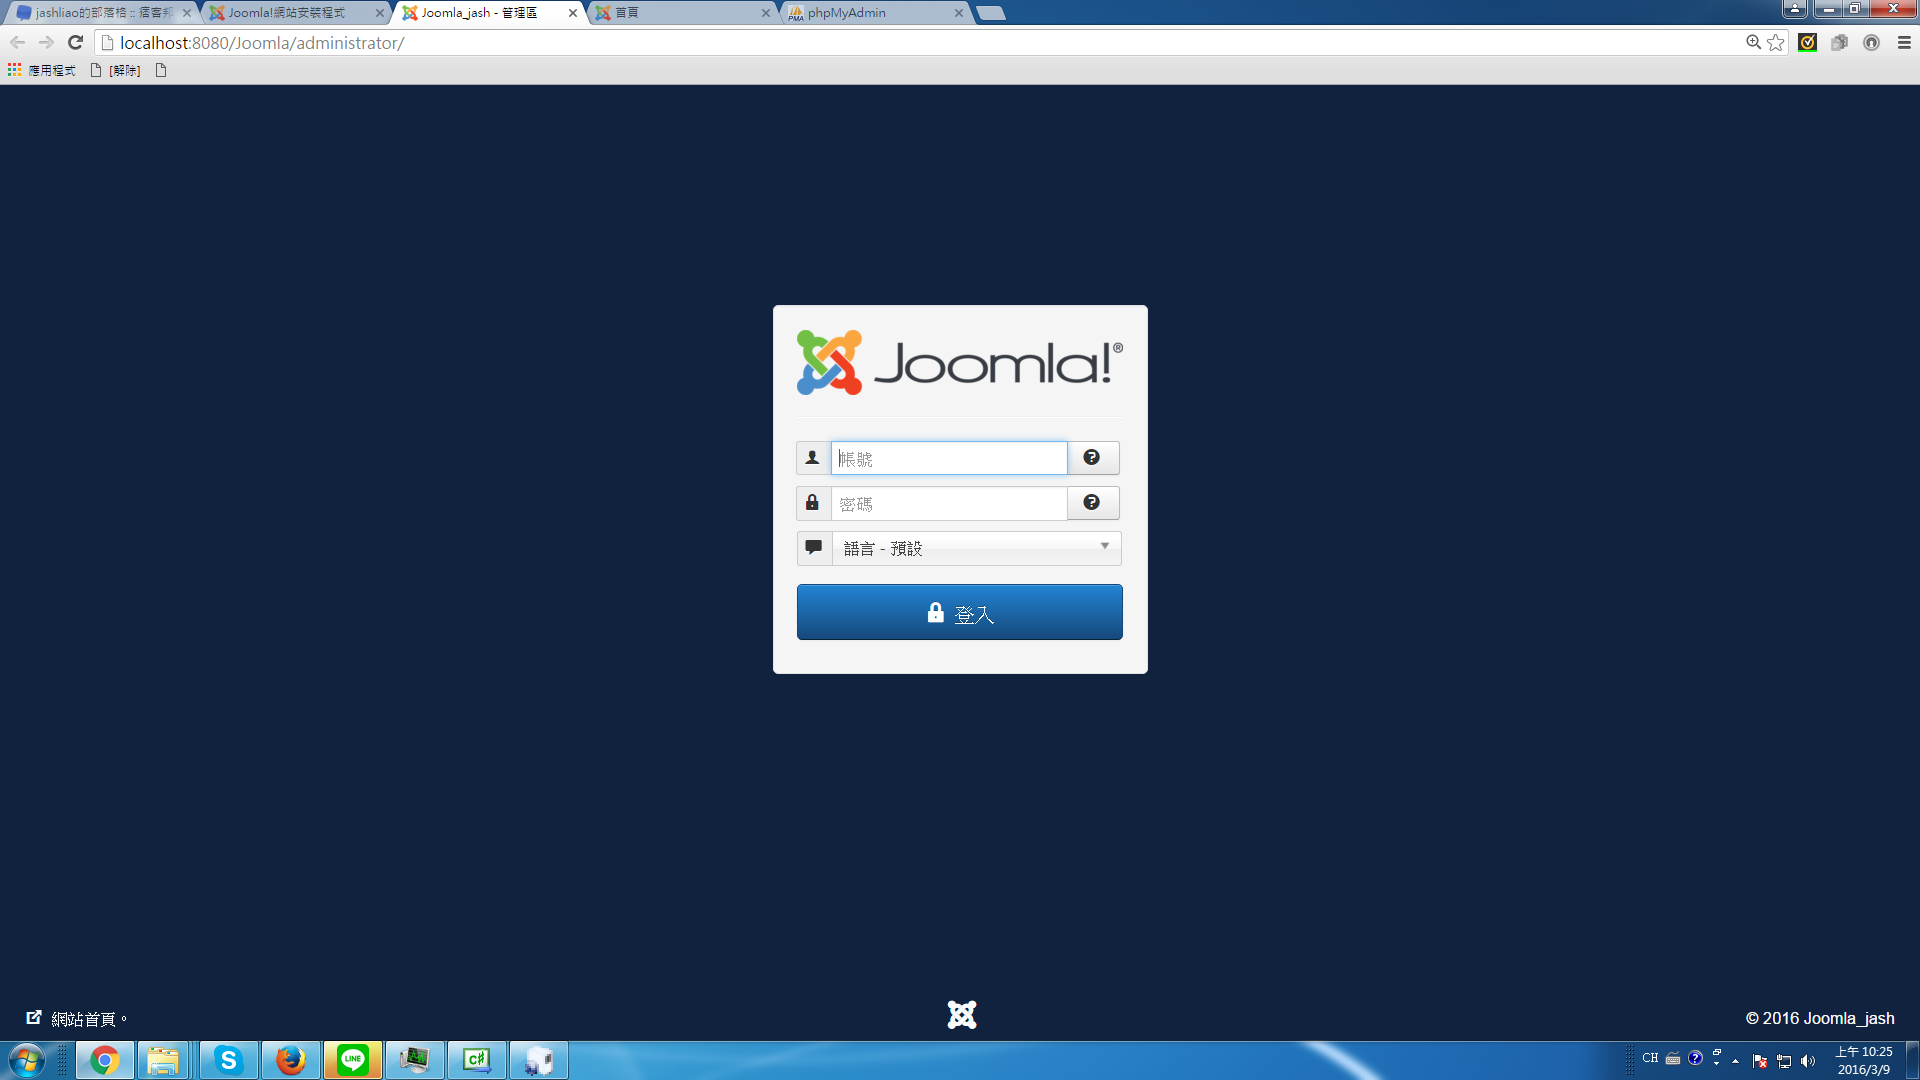 jashliao的部落格 :: 痞客邦
Joomla!網站安裝程式
Joomla_jash - 管理區
首頁
phpMyAdmin
localhost:8080/Joomla/administrator/
應用程式
[解除]
Joomla!®
帳號
密碼
語言 - 預設
登入
網站首頁。
© 2016 Joomla_jash
LINE
C#
CH
上午 10:25
2016/3/9